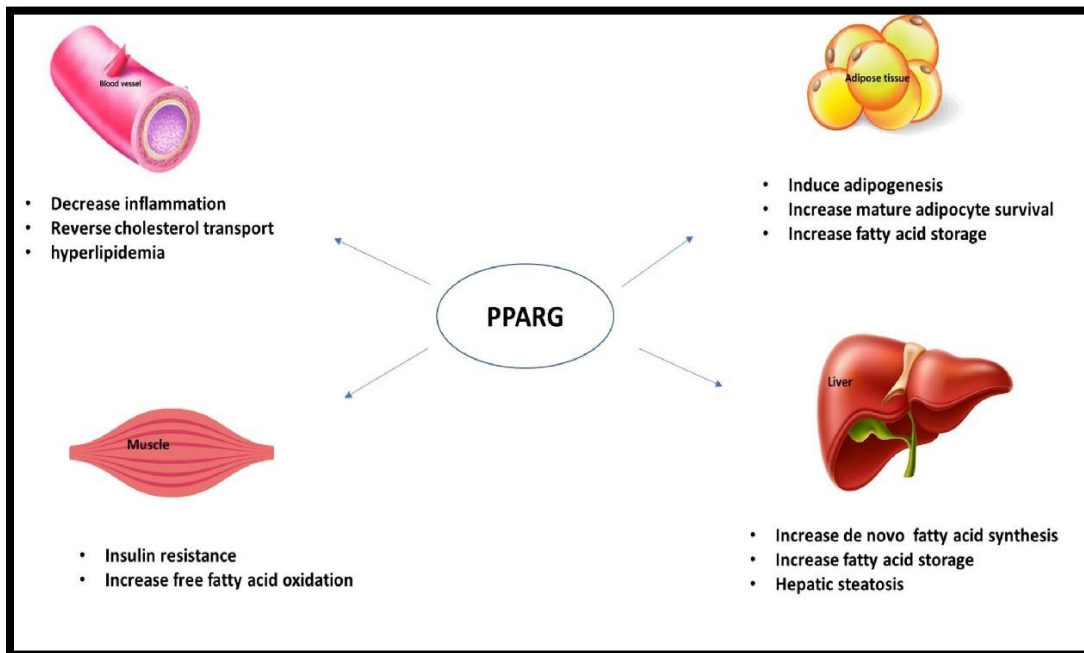 Blood vessel
• Decrease inflammation
• Reverse cholesterol transport
• hyperlipidemia
Adipose tissue
• Induce adipogenesis
• Increase mature adipocyte survival
• Increase fatty acid storage
PPARG
Muscle
• Insulin resistance
• Increase free fatty acid oxidation
Liver
• Increase de novo fatty acid synthesis
• Increase fatty acid storage
• Hepatic steatosis